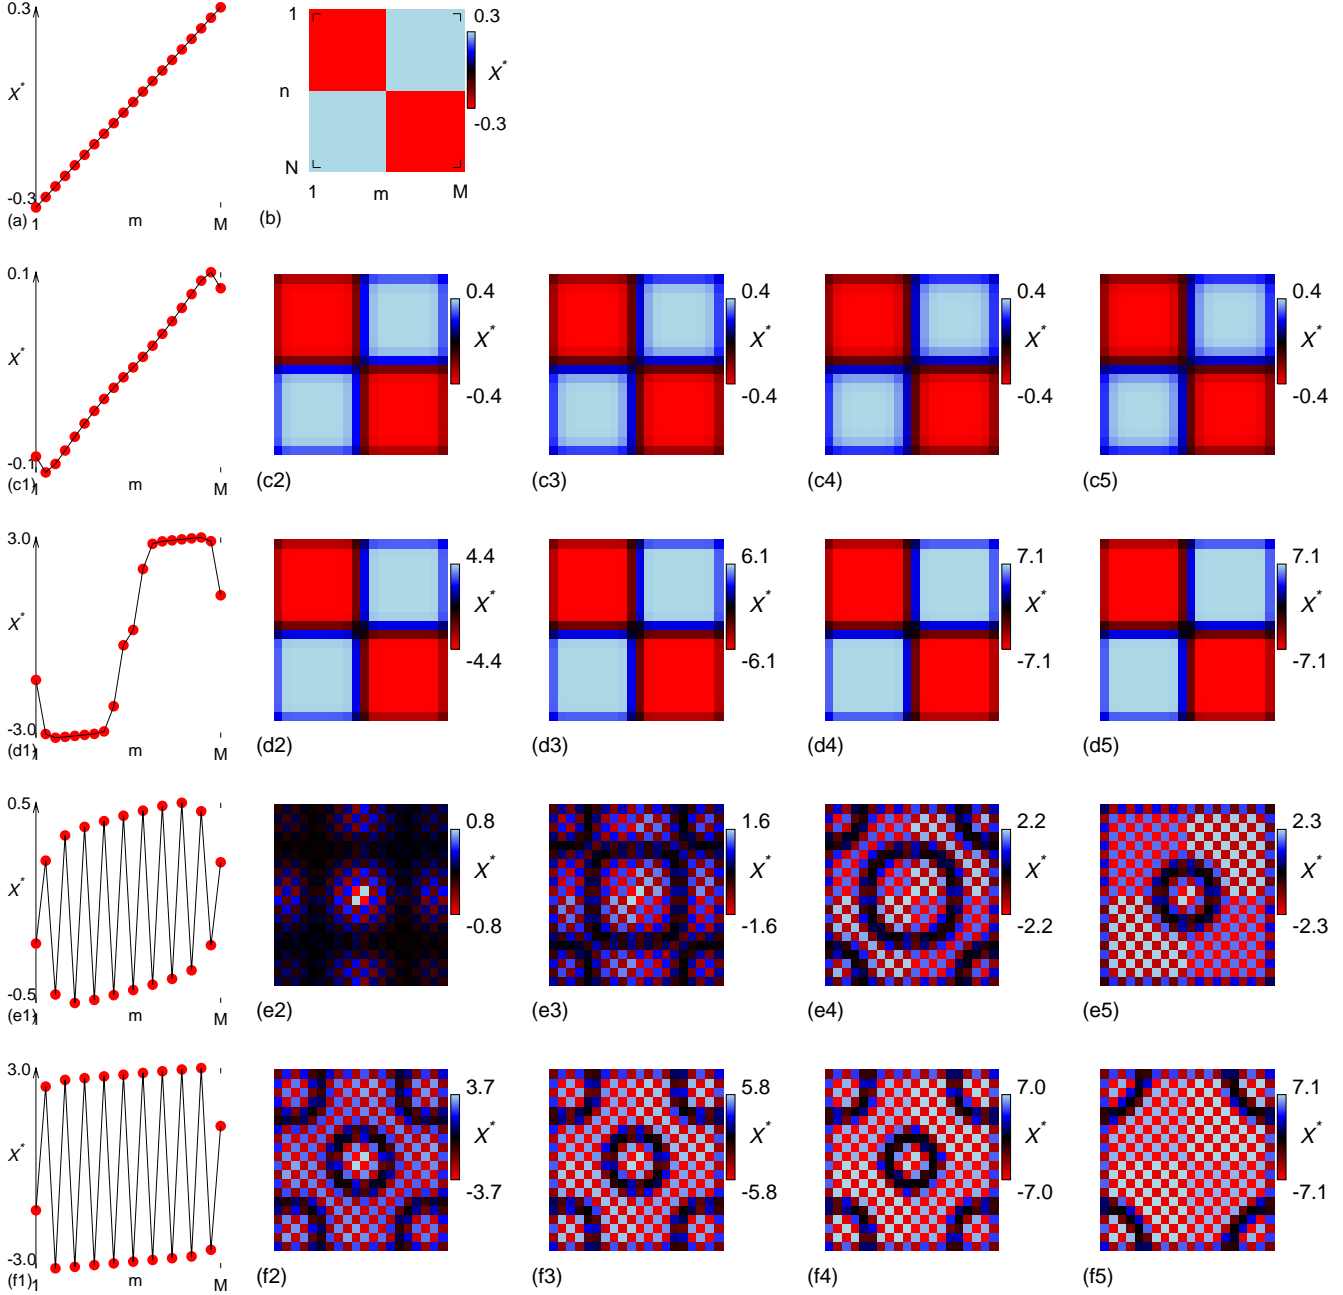 0.3
X*
-0.3
1 m M
(a)
1
n
N
1 m M
0.3
X*
-0.3
(b)
0.1
X*
-0.1
1 m M
(c1)
0.4
X*
-0.4
(c2)
0.4
X*
-0.4
(c3)
0.4
X*
-0.4
(c4)
0.4
X*
-0.4
(c5)
3.0
X*
-3.0
1 m M
(d1)
4.4
X*
-4.4
(d2)
6.1
X*
-6.1
(d3)
7.1
X*
-7.1
(d4)
7.1
X*
-7.1
(d5)
0.5
X*
-0.5
1 m M
(e1)
0.8
X*
-0.8
(e2)
1.6
X*
-1.6
(e3)
2.2
X*
-2.2
(e4)
2.3
X*
-2.3
(e5)
3.0
X*
-3.0
1 m M
(f1)
3.7
X*
-3.7
(f2)
5.8
X*
-5.8
(f3)
7.0
X*
-7.0
(f4)
7.1
X*
-7.1
(f5)